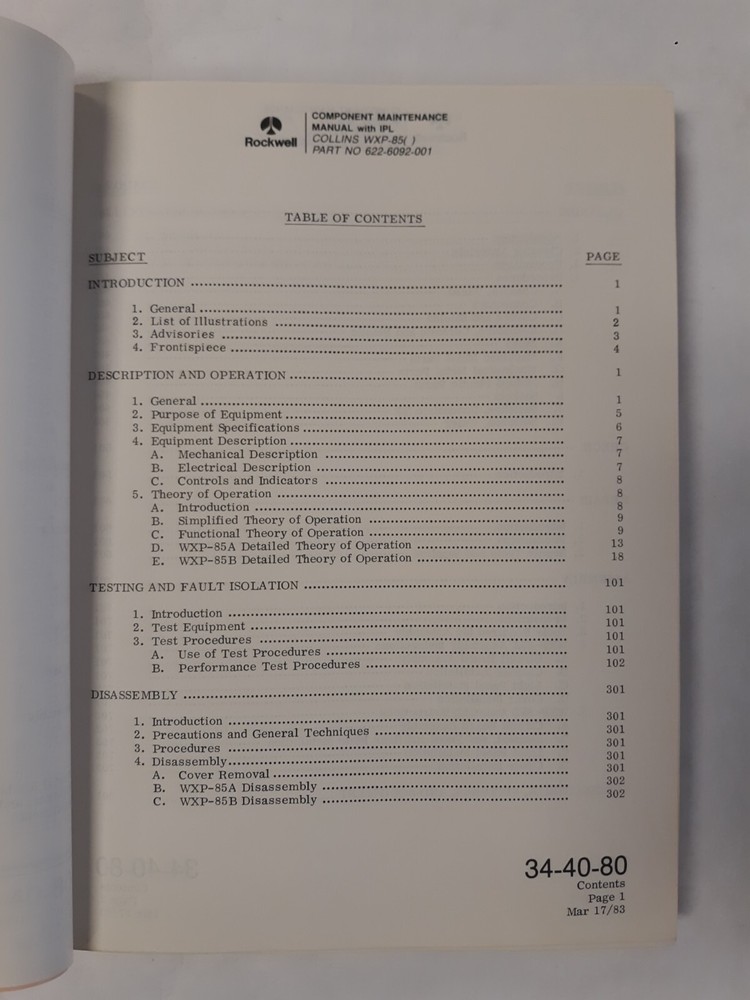 Rockwell
COMPONENT MAINTENANCE
MANUAL with IPL
COLLINS WXP-85( )
PART NO 622-6092-001
TABLE OF CONTENTS
SUBJECT PAGE
INTRODUCTION 1
1. General 1
2. List of Illustrations 2
3. Advisories 3
4. Frontispiece 4
DESCRIPTION AND OPERATION 1
1. General 1
2. Purpose of Equipment 5
3. Equipment Specifications 6
4. Equipment Description 7
A. Mechanical Description 7
B. Electrical Description 7
C. Controls and Indicators 8
5. Theory of Operation 8
A. Introduction 8
B. Simplified Theory of Operation 9
C. Functional Theory of Operation 9
D. WXP-85A Detailed Theory of Operation 13
E. WXP-85B Detailed Theory of Operation 18
TESTING AND FAULT ISOLATION 101
1. Introduction 101
2. Test Equipment 101
3. Test Procedures 101
A. Use of Test Procedures 101
B. Performance Test Procedures 102
DISASSEMBLY 301
1. Introduction 301
2. Precautions and General Techniques 301
3. Procedures 301
4. Disassembly 301
A. Cover Removal 301
B. WXP-85A Disassembly 302
C. WXP-85B Disassembly 302
34-40-80
Contents
Page 1
Mar 17/83